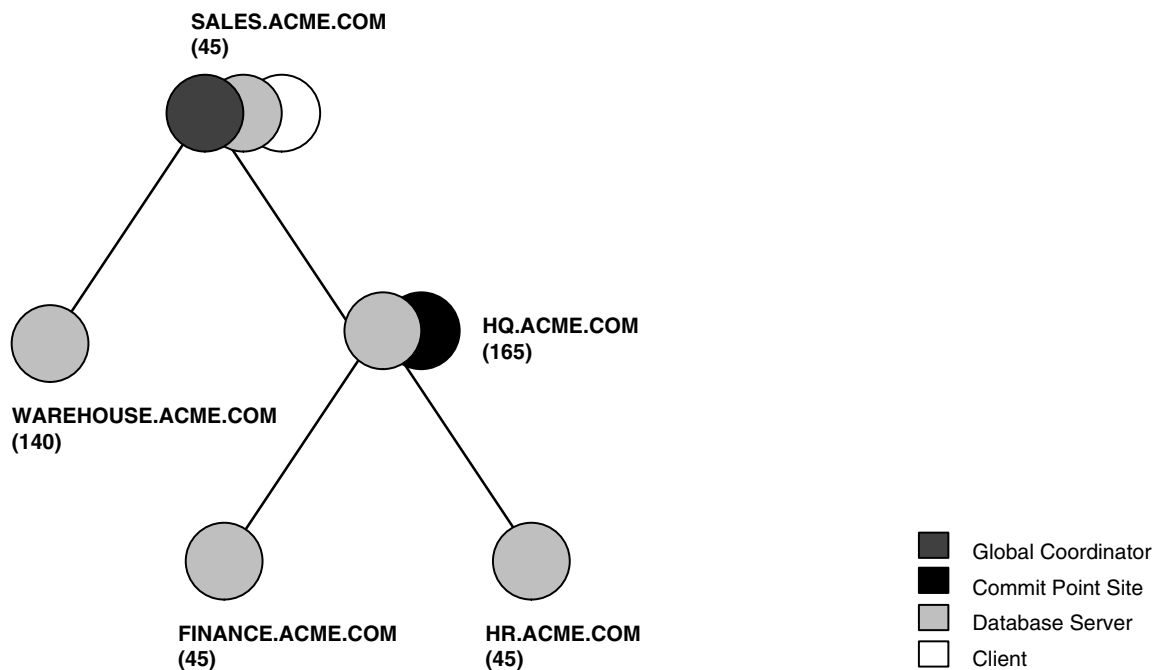 SALES.ACME.COM
(45)
HQ.ACME.COM
(165)
WAREHOUSE.ACME.COM
(140)
FINANCE.ACME.COM
(45)
HR.ACME.COM
(45)
Global Coordinator
Commit Point Site
Database Server
Client